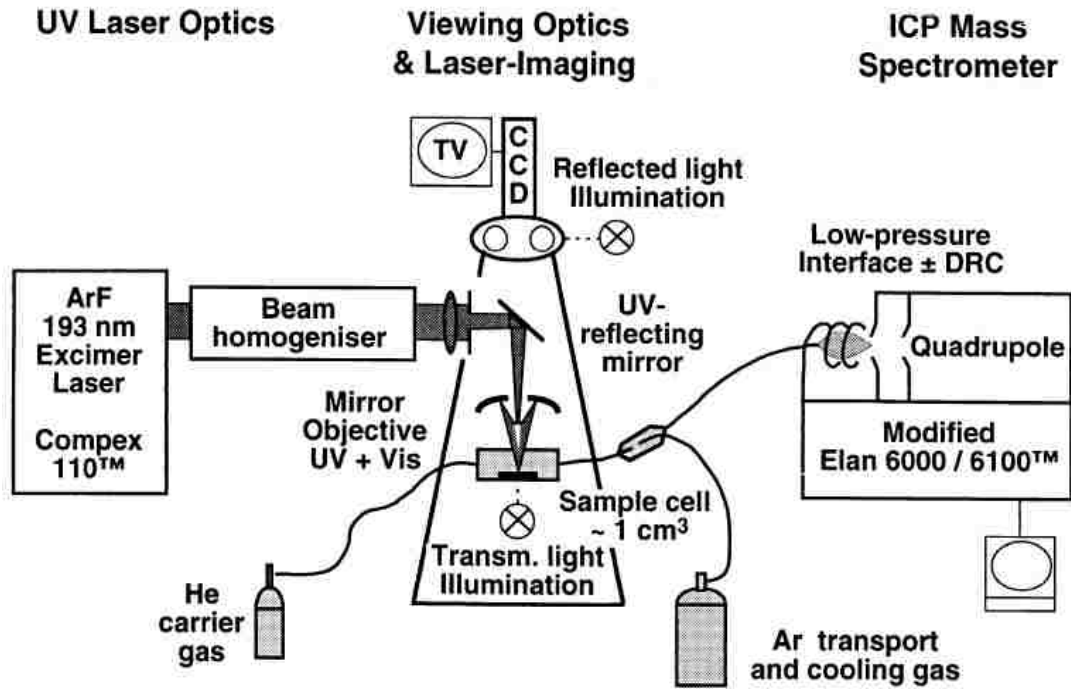 UV Laser Optics
Viewing Optics
& Laser-Imaging
ICP Mass
Spectrometer
TV
C
C
D
Reflected light
Illumination
Low-pressure
Interface ± DRC
ArF
193 nm
Excimer
Laser
Compex
110™
Beam
homogeniser
UV-
reflecting
mirror
Quadrupole
Mirror
Objective
UV + Vis
Modified
Elan 6000 / 6100™
Sample cell
~ 1 cm³
Transm. light
Illumination
He
carrier
gas
Ar transport
and cooling gas